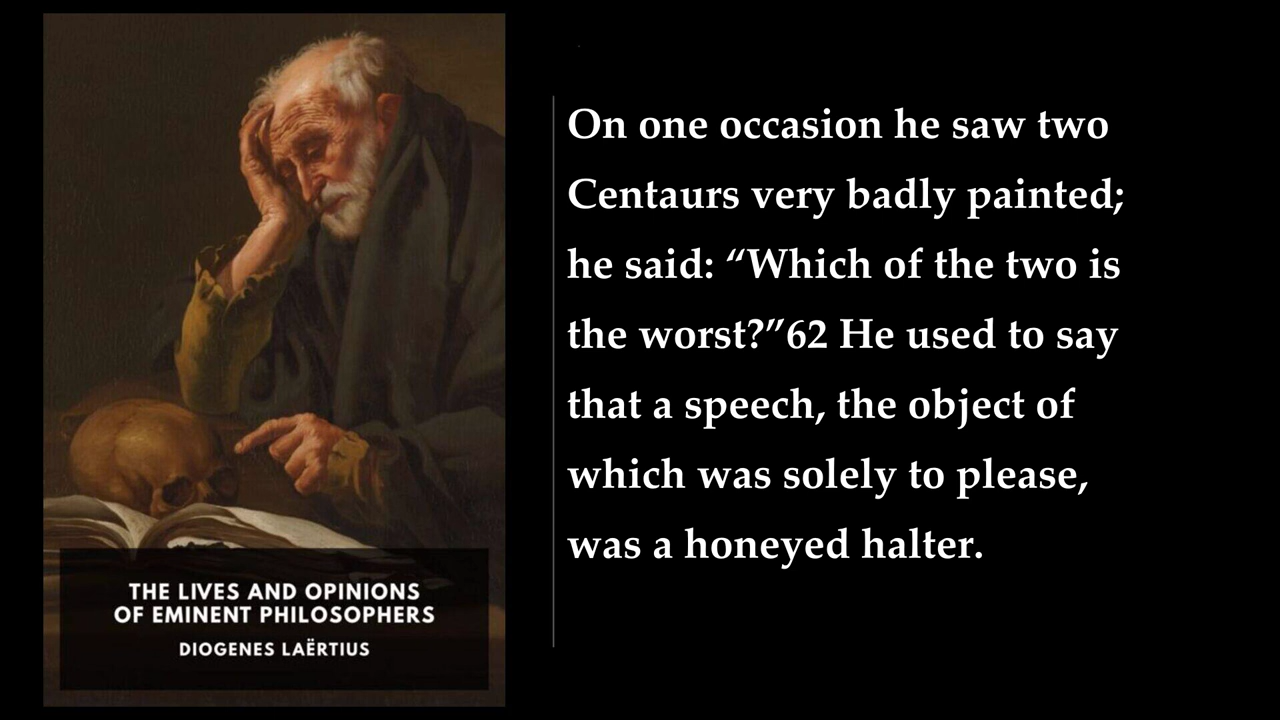 THE LIVES AND OPINIONS
OF EMINENT PHILOSOPHERS
DIOGENES LAËRTIUS
On one occasion he saw two
Centaurs very badly painted;
he said: “Which of the two is
the worst?”62 He used to say
that a speech, the object of
which was solely to please,
was a honeyed halter.